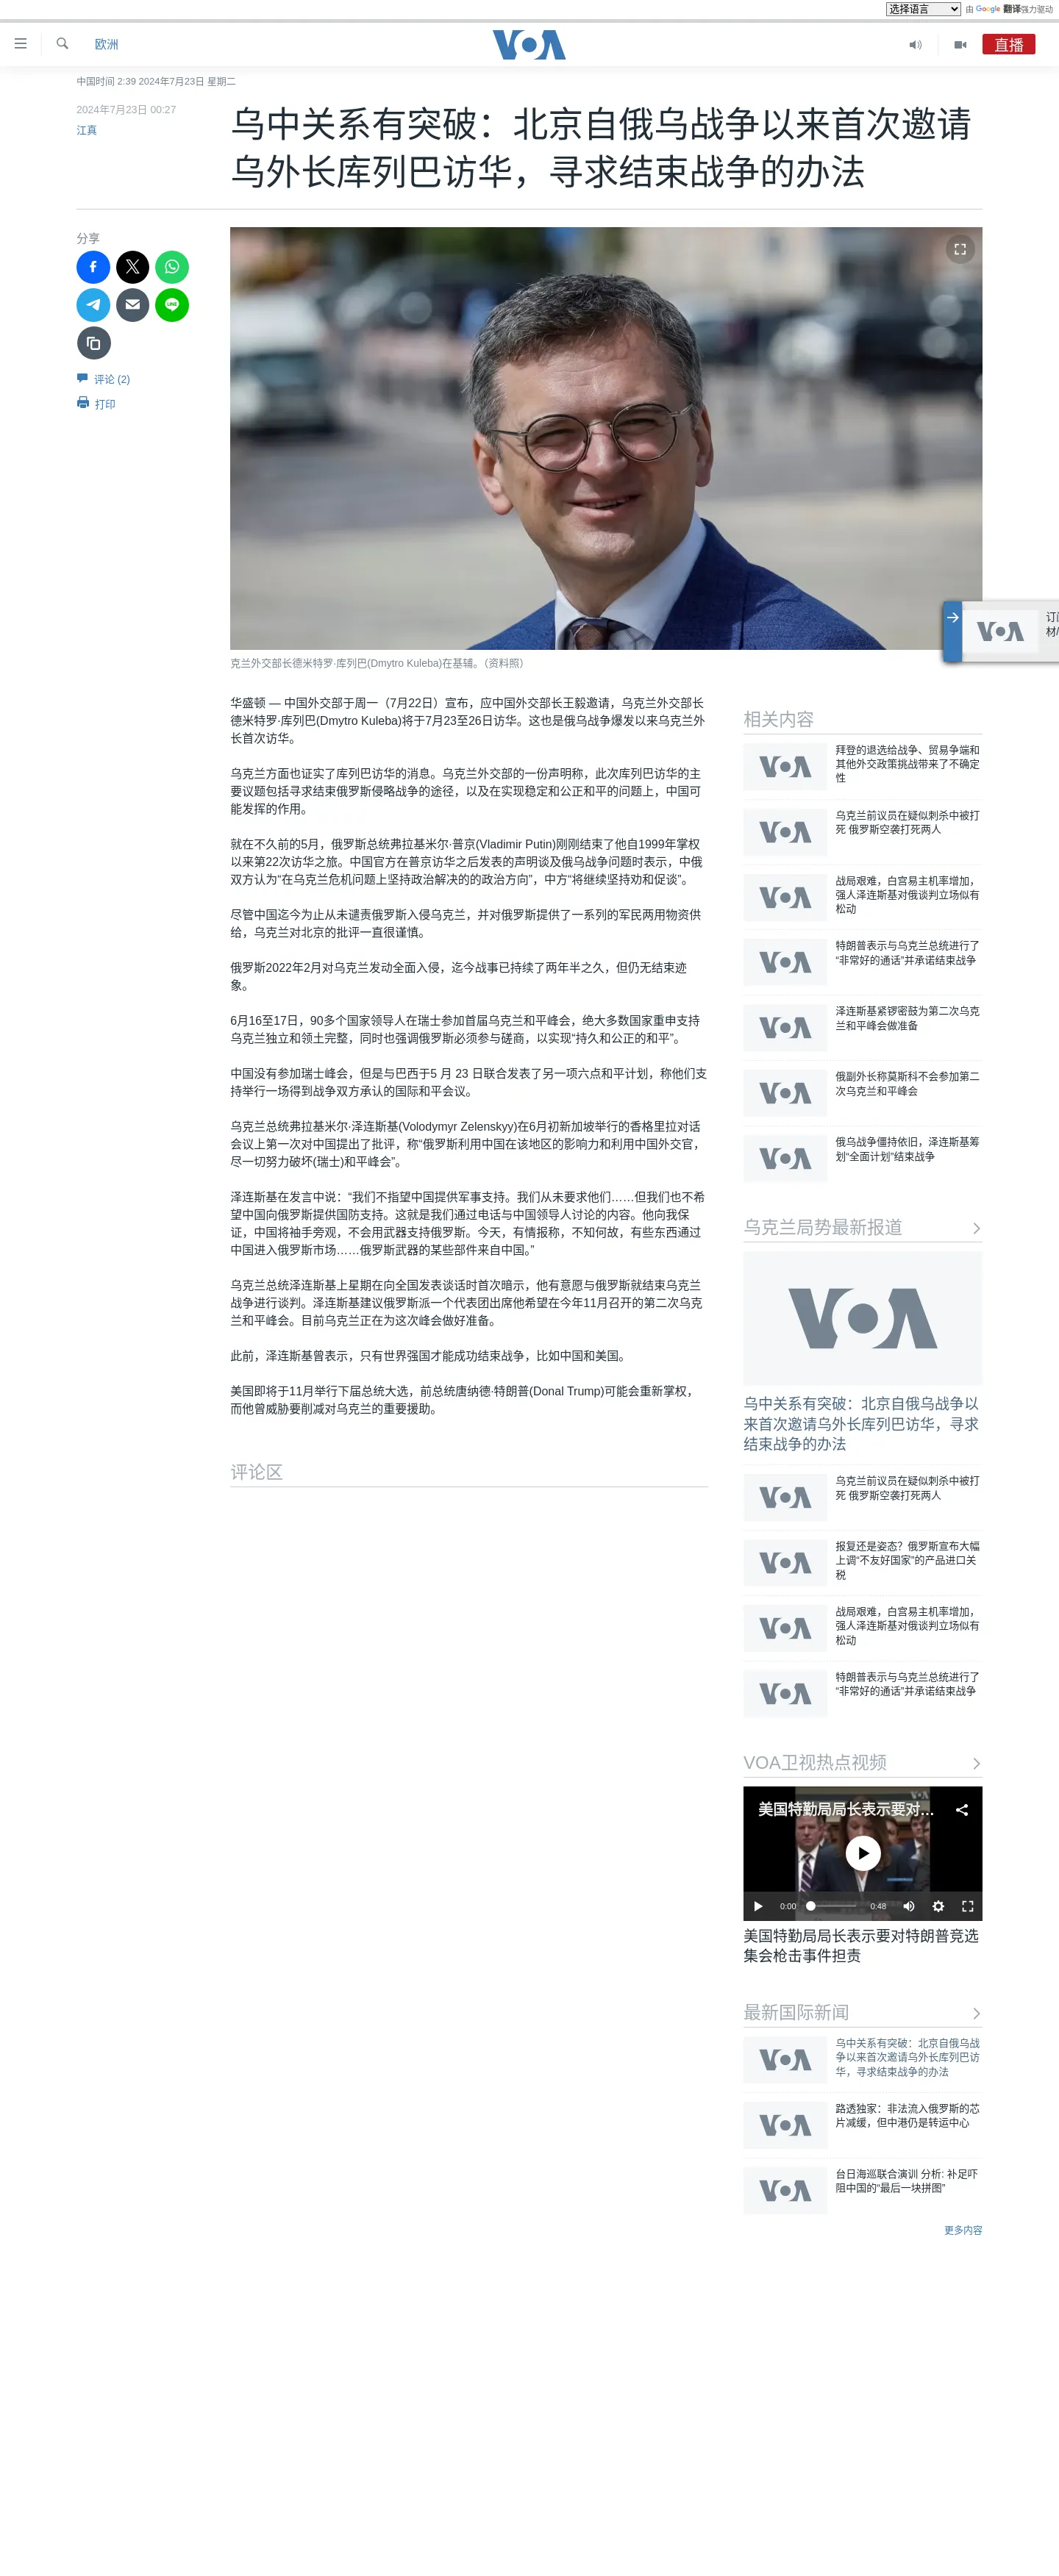 选择语言 由 Google 翻译强力驱动
欧洲
VOA
直播
中国时间 2:39 2024年7月23日 星期二
2024年7月23日 00:27
江真
乌中关系有突破：北京自俄乌战争以来首次邀请
乌外长库列巴访华，寻求结束战争的办法
分享
评论 (2)
打印
克兰外交部长德米特罗·库列巴(Dmytro Kuleba)在基辅。（资料照）
华盛顿 — 中国外交部于周一（7月22日）宣布，应中国外交部长王毅邀请，乌克兰外交部长
德米特罗·库列巴(Dmytro Kuleba)将于7月23至26日访华。这也是俄乌战争爆发以来乌克兰外
长首次访华。
乌克兰方面也证实了库列巴访华的消息。乌克兰外交部的一份声明称，此次库列巴访华的主
要议题包括寻求结束俄罗斯侵略战争的途径，以及在实现稳定和公正和平的问题上，中国可
能发挥的作用。
就在不久前的5月，俄罗斯总统弗拉基米尔·普京(Vladimir Putin)刚刚结束了他自1999年掌权
以来第22次访华之旅。中国官方在普京访华之后发表的声明谈及俄乌战争问题时表示，中俄
双方认为“在乌克兰危机问题上坚持政治解决的的政治方向”，中方“将继续坚持劝和促谈”。
尽管中国迄今为止从未谴责俄罗斯入侵乌克兰，并对俄罗斯提供了一系列的军民两用物资供
给，乌克兰对北京的批评一直很谨慎。
俄罗斯2022年2月对乌克兰发动全面入侵，迄今战事已持续了两年半之久，但仍无结束迹
象。
6月16至17日，90多个国家领导人在瑞士参加首届乌克兰和平峰会，绝大多数国家重申支持
乌克兰独立和领土完整，同时也强调俄罗斯必须参与磋商，以实现“持久和公正的和平”。
中国没有参加瑞士峰会，但是与巴西于5 月 23 日联合发表了另一项六点和平计划，称他们支
持举行一场得到战争双方承认的国际和平会议。
乌克兰总统弗拉基米尔·泽连斯基(Volodymyr Zelenskyy)在6月初新加坡举行的香格里拉对话
会议上第一次对中国提出了批评，称“俄罗斯利用中国在该地区的影响力和利用中国外交官，
尽一切努力破坏(瑞士)和平峰会”。
泽连斯基在发言中说：“我们不指望中国提供军事支持。我们从未要求他们……但我们也不希
望中国向俄罗斯提供国防支持。这就是我们通过电话与中国领导人讨论的内容。他向我保
证，中国将袖手旁观，不会用武器支持俄罗斯。今天，有情报称，不知何故，有些东西通过
中国进入俄罗斯市场……俄罗斯武器的某些部件来自中国。”
乌克兰总统泽连斯基上星期在向全国发表谈话时首次暗示，他有意愿与俄罗斯就结束乌克兰
战争进行谈判。泽连斯基建议俄罗斯派一个代表团出席他希望在今年11月召开的第二次乌克
兰和平峰会。目前乌克兰正在为这次峰会做好准备。
此前，泽连斯基曾表示，只有世界强国才能成功结束战争，比如中国和美国。
美国即将于11月举行下届总统大选，前总统唐纳德·特朗普(Donal Trump)可能会重新掌权，
而他曾威胁要削减对乌克兰的重要援助。
评论区
VOA
相关内容
VOA
拜登的退选给战争、贸易争端和
其他外交政策挑战带来了不确定
性
VOA
乌克兰前议员在疑似刺杀中被打
死 俄罗斯空袭打死两人
VOA
战局艰难，白宫易主机率增加，
强人泽连斯基对俄谈判立场似有
松动
VOA
特朗普表示与乌克兰总统进行了
“非常好的通话”并承诺结束战争
VOA
泽连斯基紧锣密鼓为第二次乌克
兰和平峰会做准备
VOA
俄副外长称莫斯科不会参加第二
次乌克兰和平峰会
VOA
俄乌战争僵持依旧，泽连斯基筹
划“全面计划”结束战争
乌克兰局势最新报道
VOA
乌中关系有突破：北京自俄乌战争以
来首次邀请乌外长库列巴访华，寻求
结束战争的办法
VOA
乌克兰前议员在疑似刺杀中被打
死 俄罗斯空袭打死两人
VOA
报复还是姿态？俄罗斯宣布大幅
上调“不友好国家”的产品进口关
税
VOA
战局艰难，白宫易主机率增加，
强人泽连斯基对俄谈判立场似有
松动
VOA
特朗普表示与乌克兰总统进行了
“非常好的通话”并承诺结束战争
VOA卫视热点视频
美国特勤局局长表示要对...
0:00
0:48
美国特勤局局长表示要对特朗普竞选
集会枪击事件担责
最新国际新闻
VOA
乌中关系有突破：北京自俄乌战
争以来首次邀请乌外长库列巴访
华，寻求结束战争的办法
VOA
路透独家：非法流入俄罗斯的芯
片减缓，但中港仍是转运中心
VOA
台日海巡联合演训 分析: 补足吓
阻中国的“最后一块拼图”
更多内容